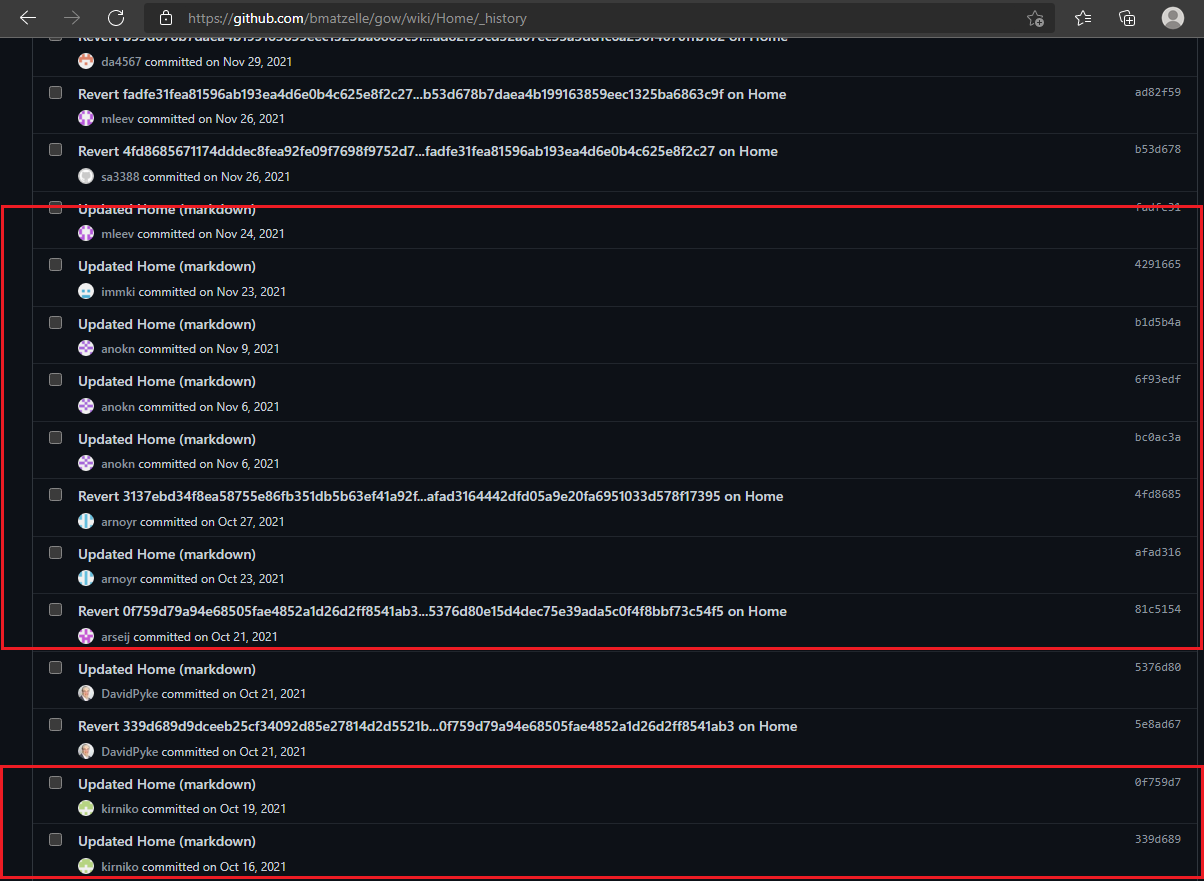 https://github.com/bmatzelle/gow/wiki/Home/_history
da4567 committed on Nov 29, 2021
Revert fadfe31fea81596ab193ea4d6e0b4c625e8f2c27...b53d678b7daea4b199163859eec1325ba6863c9f on Home
ad82f59
mleev committed on Nov 26, 2021
Revert 4fd8685671174dddec8fea92fe09f7698f9752d7...fadfe31fea81596ab193ea4d6e0b4c625e8f2c27 on Home
b53d678
sa3388 committed on Nov 26, 2021
Updated Home (markdown)
fadfe31
mleev committed on Nov 24, 2021
Updated Home (markdown)
4291665
immki committed on Nov 23, 2021
Updated Home (markdown)
b1d5b4a
anokn committed on Nov 9, 2021
Updated Home (markdown)
6f93edf
anokn committed on Nov 6, 2021
Updated Home (markdown)
bc0ac3a
anokn committed on Nov 6, 2021
Revert 3137ebd34f8ea58755e86fb351db5b63ef41a92f...afad3164442dfd05a9e20fa6951033d578f17395 on Home
4fd8685
arnoyr committed on Oct 27, 2021
Updated Home (markdown)
afad316
arnoyr committed on Oct 23, 2021
Revert 0f759d79a94e68505fae4852a1d26d2ff8541ab3...5376d80e15d4dec75e39ada5c0f4f8bbf73c54f5 on Home
81c5154
arseij committed on Oct 21, 2021
Updated Home (markdown)
5376d80
DavidPyke committed on Oct 21, 2021
Revert 339d689d9dceeb25cf34092d85e27814d2d5521b...0f759d79a94e68505fae4852a1d26d2ff8541ab3 on Home
5e8ad67
DavidPyke committed on Oct 21, 2021
Updated Home (markdown)
0f759d7
kirniko committed on Oct 19, 2021
Updated Home (markdown)
339d689
kirniko committed on Oct 16, 2021